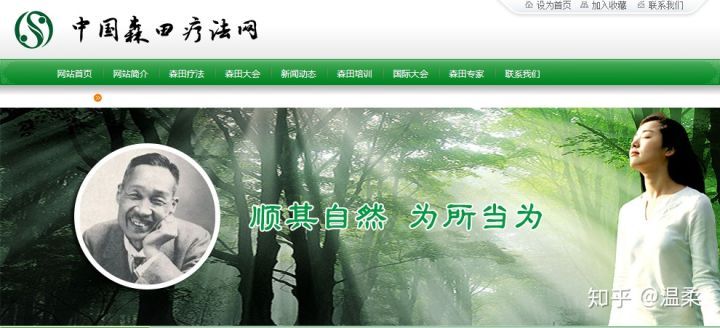 设为首页 加入收藏 联系我们
中国森田疗法网
网站首页 网站简介 森田疗法 森田大会 新闻动态 森田培训 国际大会 森田专家 联系我们
顺其自然 为所当为
知乎 @温柔